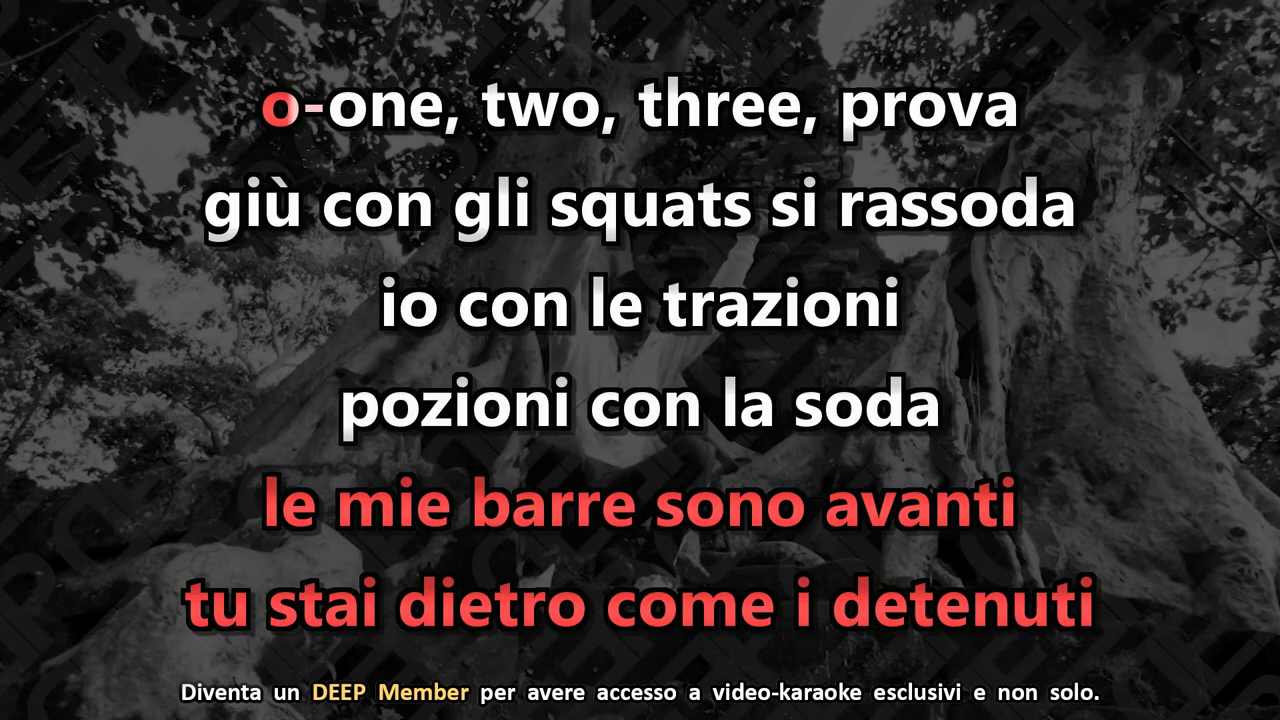 o-one, two, three, prova
giù con gli squats si rassoda
io con le trazioni
pozioni con la soda
le mie barre sono avanti
tu stai dietro come i detenuti
Diventa un DEEP Member per avere accesso a video-karaoke esclusivi e non solo.